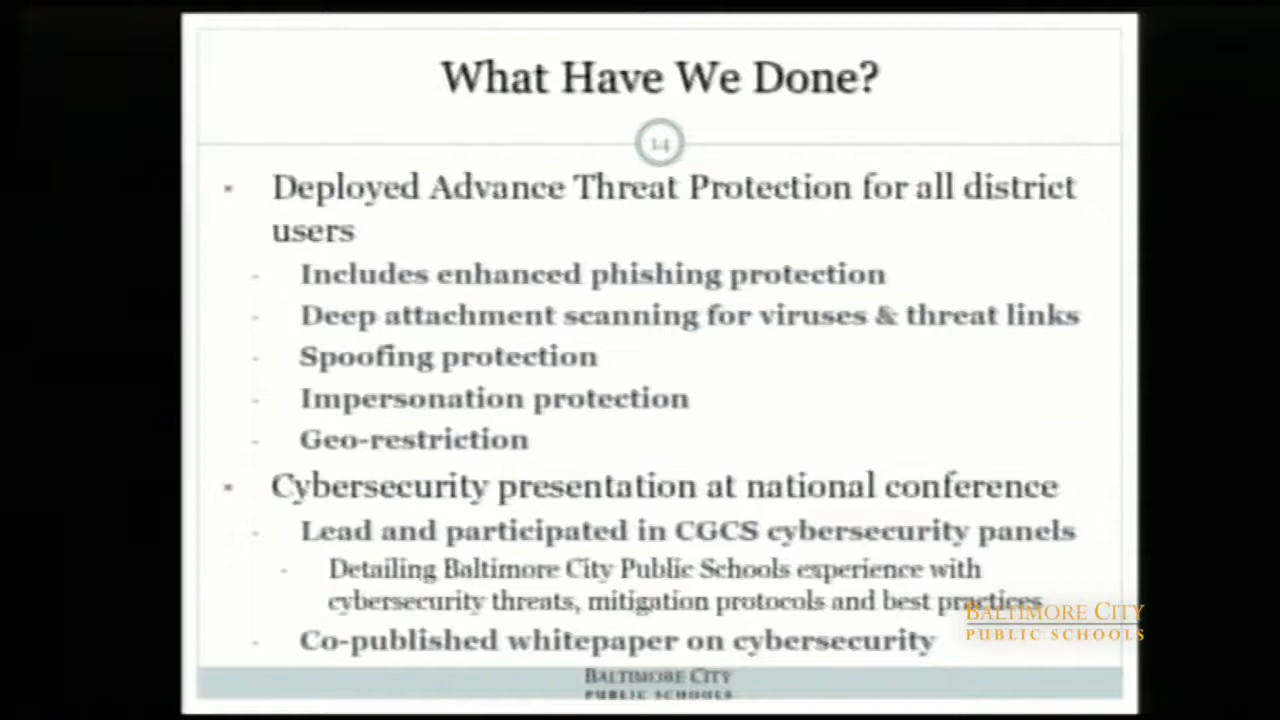 What Have We Done?
14
▪ Deployed Advance Threat Protection for all district
users
- Includes enhanced phishing protection
- Deep attachment scanning for viruses & threat links
- Spoofing protection
- Impersonation protection
- Geo-restriction
▪ Cybersecurity presentation at national conference
- Lead and participated in CGCS cybersecurity panels
- Detailing Baltimore City Public Schools experience with
cybersecurity threats, mitigation protocols and best practices
- Co-published whitepaper on cybersecurity
BALTIMORE CITY
PUBLIC SCHOOLS
BALTIMORE CITY
PUBLIC SCHOOLS